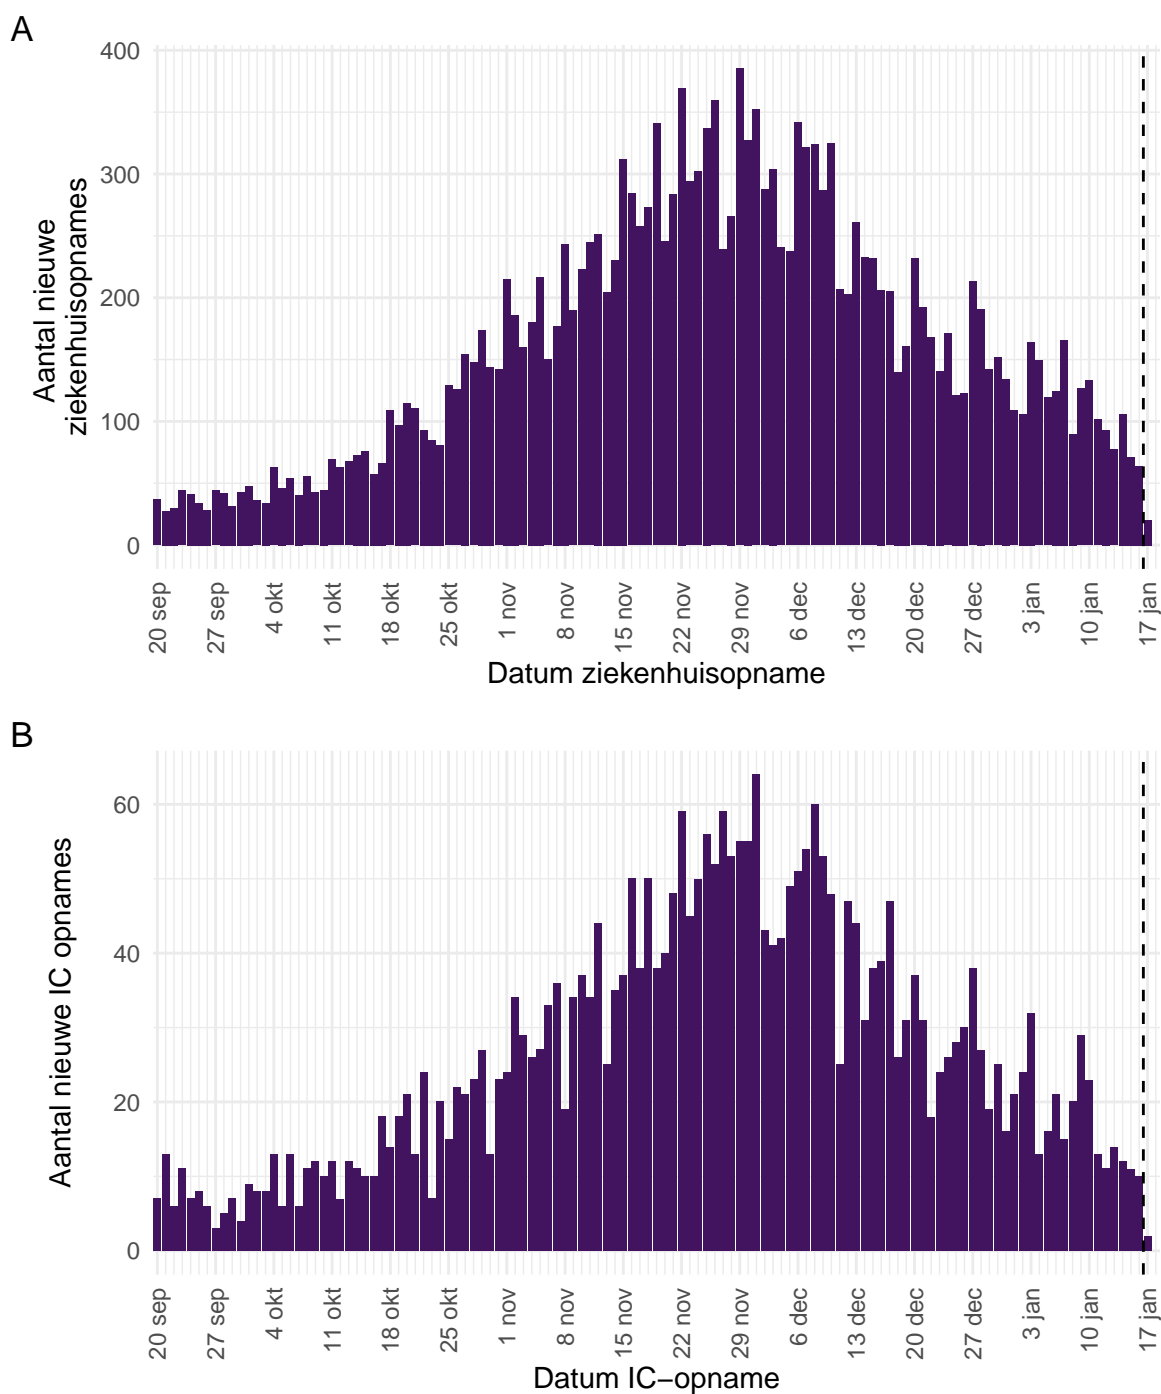 A
400
300
200
100
0
Aantal nieuwe
ziekenhuisopnames
20 sep
27 sep
4 okt
11 okt
18 okt
25 okt
1 nov
8 nov
15 nov
22 nov
29 nov
6 dec
13 dec
20 dec
27 dec
3 jan
10 jan
17 jan
Datum ziekenhuisopname
B
60
40
20
0
Aantal nieuwe IC opnames
20 sep
27 sep
4 okt
11 okt
18 okt
25 okt
1 nov
8 nov
15 nov
22 nov
29 nov
6 dec
13 dec
20 dec
27 dec
3 jan
10 jan
17 jan
Datum IC−opname